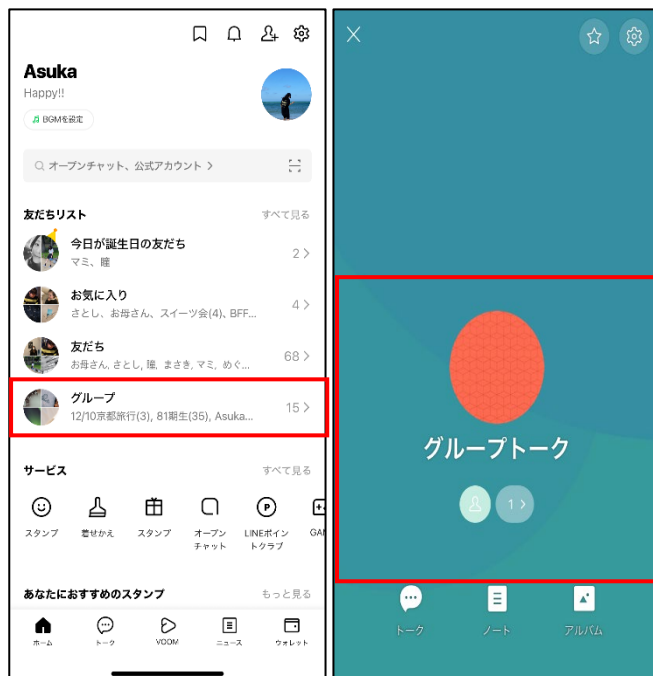 Asuka
Happy!!
BGMを設定
オープンチャット、公式アカウント >
友だちリスト
すべて見る
今日が誕生日の友だち
マミ、瞳
2 >
お気に入り
さとし、お母さん、スイーツ会(4)、BFF...
4 >
友だち
お母さん, さとし, 瞳, まさき, マミ, めぐ...
68 >
グループ
12/10京都旅行(3), 81期生(35), Asuka...
15 >
サービス
すべて見る
スタンプ
着せかえ
スタンプ
オープン
チャット
LINEポイン
トクラブ
GAM
あなたにおすすめのスタンプ
もっと見る
ホーム
トーク
VOOM
ニュース
ウォレット
グループトーク
1 >
トーク
ノート
アルバム